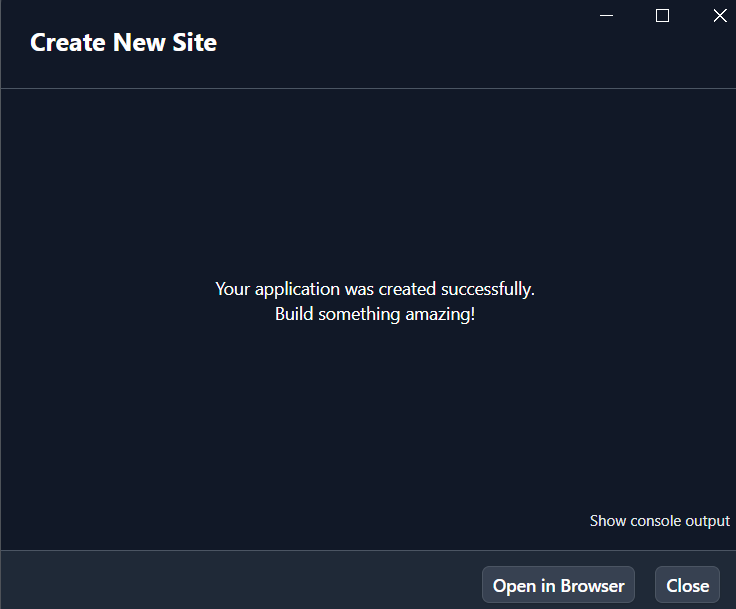 Create New Site
Your application was created successfully.
Build something amazing!
Show console output
Open in Browser
Close